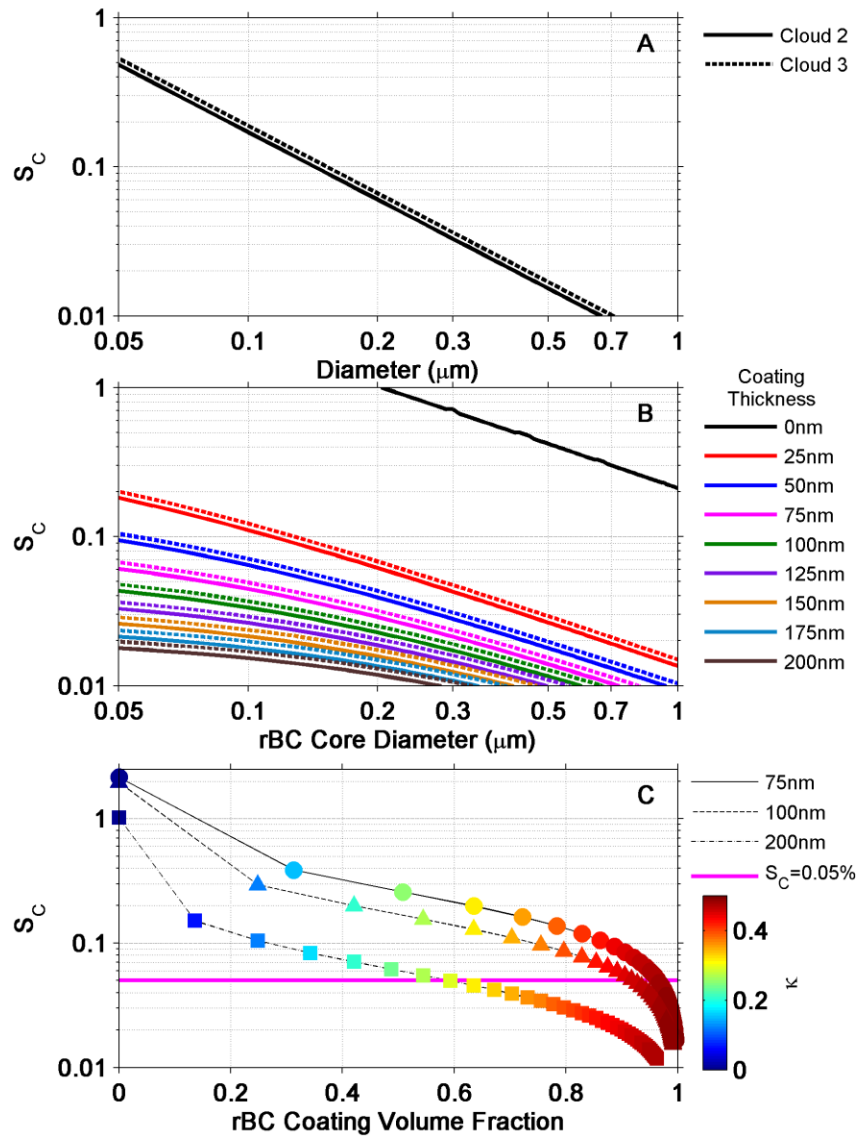 A
Cloud 2
Cloud 3
1
0.1
0.01
S_C
0.05 0.1 0.2 0.3 0.5 0.7 1
Diameter (μm)
B
1
0.1
0.01
S_C
0.05 0.1 0.2 0.3 0.5 0.7 1
rBC Core Diameter (μm)
Coating
Thickness
0nm
25nm
50nm
75nm
100nm
125nm
150nm
175nm
200nm
C
1
0.1
0.01
S_C
0 0.2 0.4 0.6 0.8 1
rBC Coating Volume Fraction
75nm
100nm
200nm
S_C=0.05%
0.4
0.2
0
κ